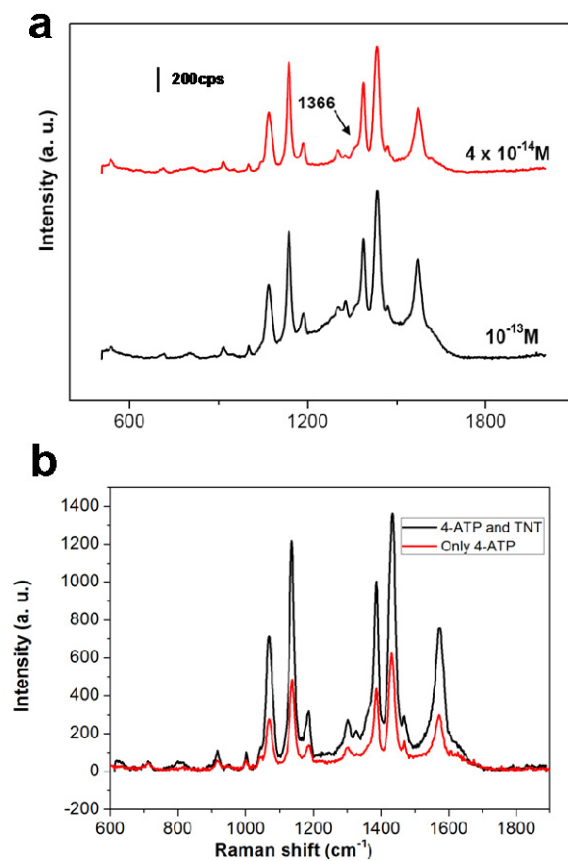 a
200cps
1366
4 x 10⁻¹⁴M
10⁻¹³M
Intensity (a. u.)
600 1200 1800
b
1400
1200
1000
800
600
400
200
0
-200
4-ATP and TNT
Only 4-ATP
Intensity (a. u.)
600 800 1000 1200 1400 1600 1800
Raman shift (cm⁻¹)